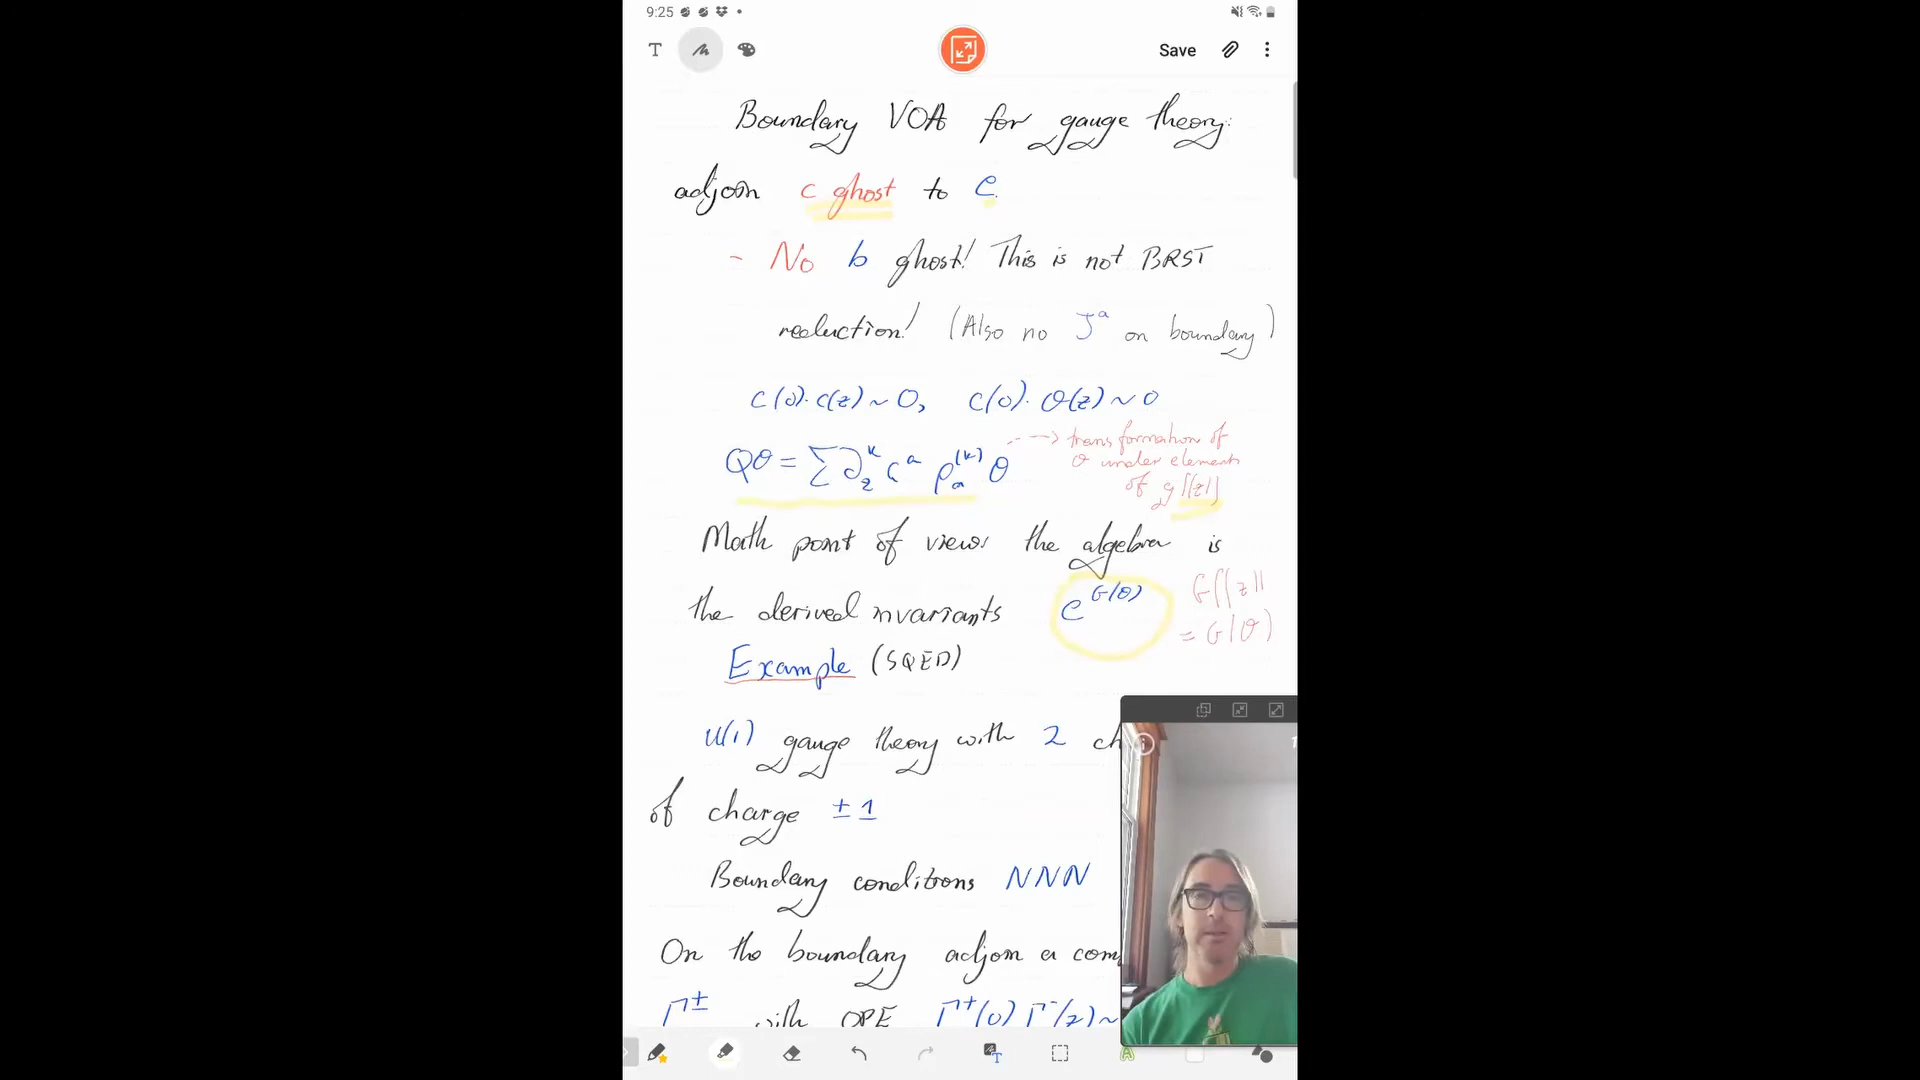 9:25
T
Save
Boundary VOA for gauge theory:
adjoin c ghost to C.
- No b ghost! This is not BRST
reduction! (Also no J^a on boundary)
C(0)·C(z) ~ 0, C(0)·O(z) ~ 0
QO = ∑ ∂_z^k c^a ρ_a^(k) O
--> transformation of
O under elements
of g[[z]]
Math point of view: the algebra is
the derived invariants C^G(O)
G[[z]]
= G(O)
Example (SQED)
U(1) gauge theory with 2 ch
of charge ± 1
Boundary conditions NNN
On the boundary adjoin a com
Γ^± with OPE Γ^+(0) Γ^-(z) ~